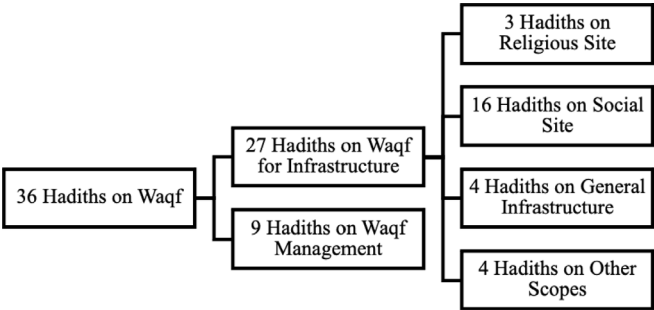 36 Hadiths on Waqf
27 Hadiths on Waqf
for Infrastructure
9 Hadiths on Waqf
Management
3 Hadiths on
Religious Site
16 Hadiths on Social
Site
4 Hadiths on General
Infrastructure
4 Hadiths on Other
Scopes